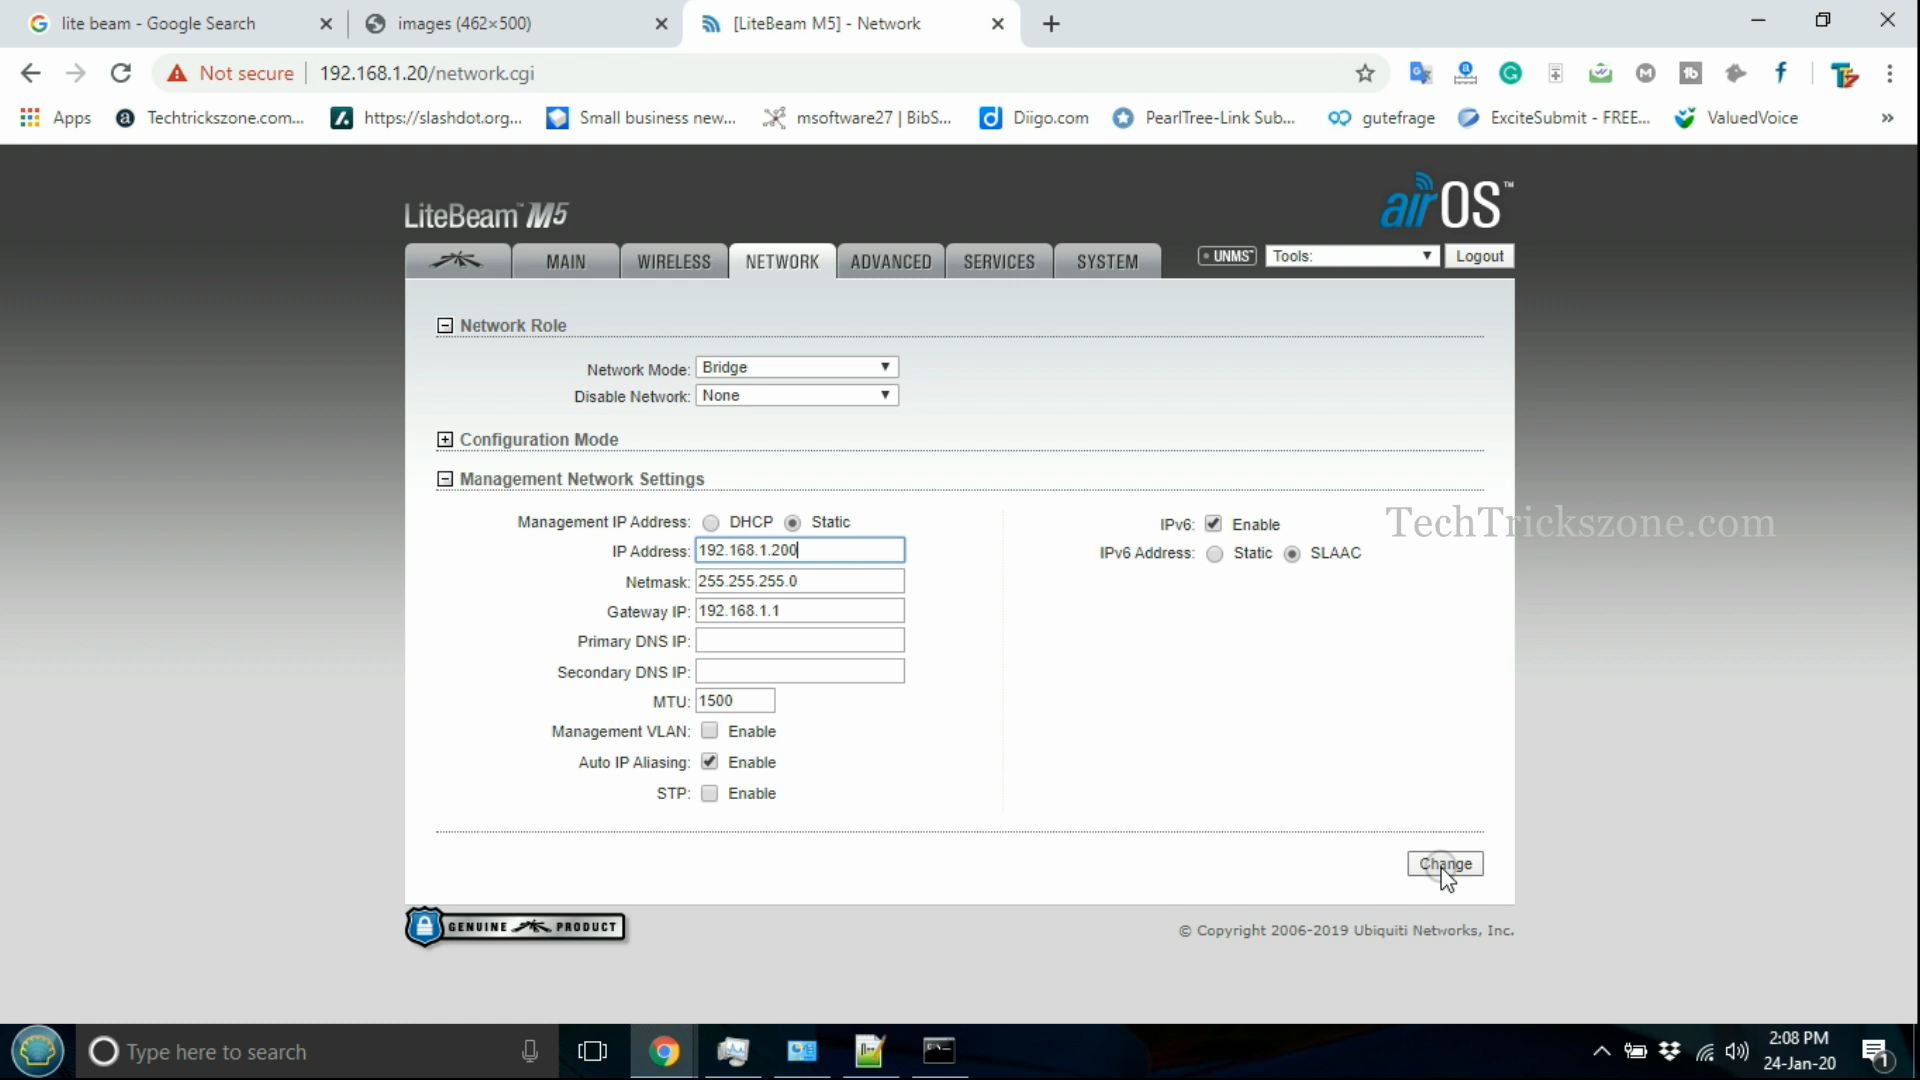 lite beam - Google Search
images (462×500)
[LiteBeam M5] - Network
Not secure
192.168.1.20/network.cgi
Apps
Techtrickszone.com...
https://slashdot.org...
Small business new...
msoftware27 | BibS...
Diigo.com
PearlTree-Link Sub...
gutefrage
ExciteSubmit - FREE...
ValuedVoice
»
LiteBeam™ M5
airOS™
MAIN
WIRELESS
NETWORK
ADVANCED
SERVICES
SYSTEM
UNMS™
Tools:
Logout
Network Role
Network Mode: Bridge
Disable Network: None
Configuration Mode
Management Network Settings
Management IP Address: DHCP Static
IP Address: 192.168.1.200
Netmask: 255.255.255.0
Gateway IP: 192.168.1.1
Primary DNS IP:
Secondary DNS IP:
MTU: 1500
Management VLAN: Enable
Auto IP Aliasing: Enable
STP: Enable
IPv6: Enable
IPv6 Address: Static SLAAC
TechTrickszone.com
Change
GENUINE PRODUCT
© Copyright 2006-2019 Ubiquiti Networks, Inc.
Type here to search
2:08 PM
24-Jan-20
1